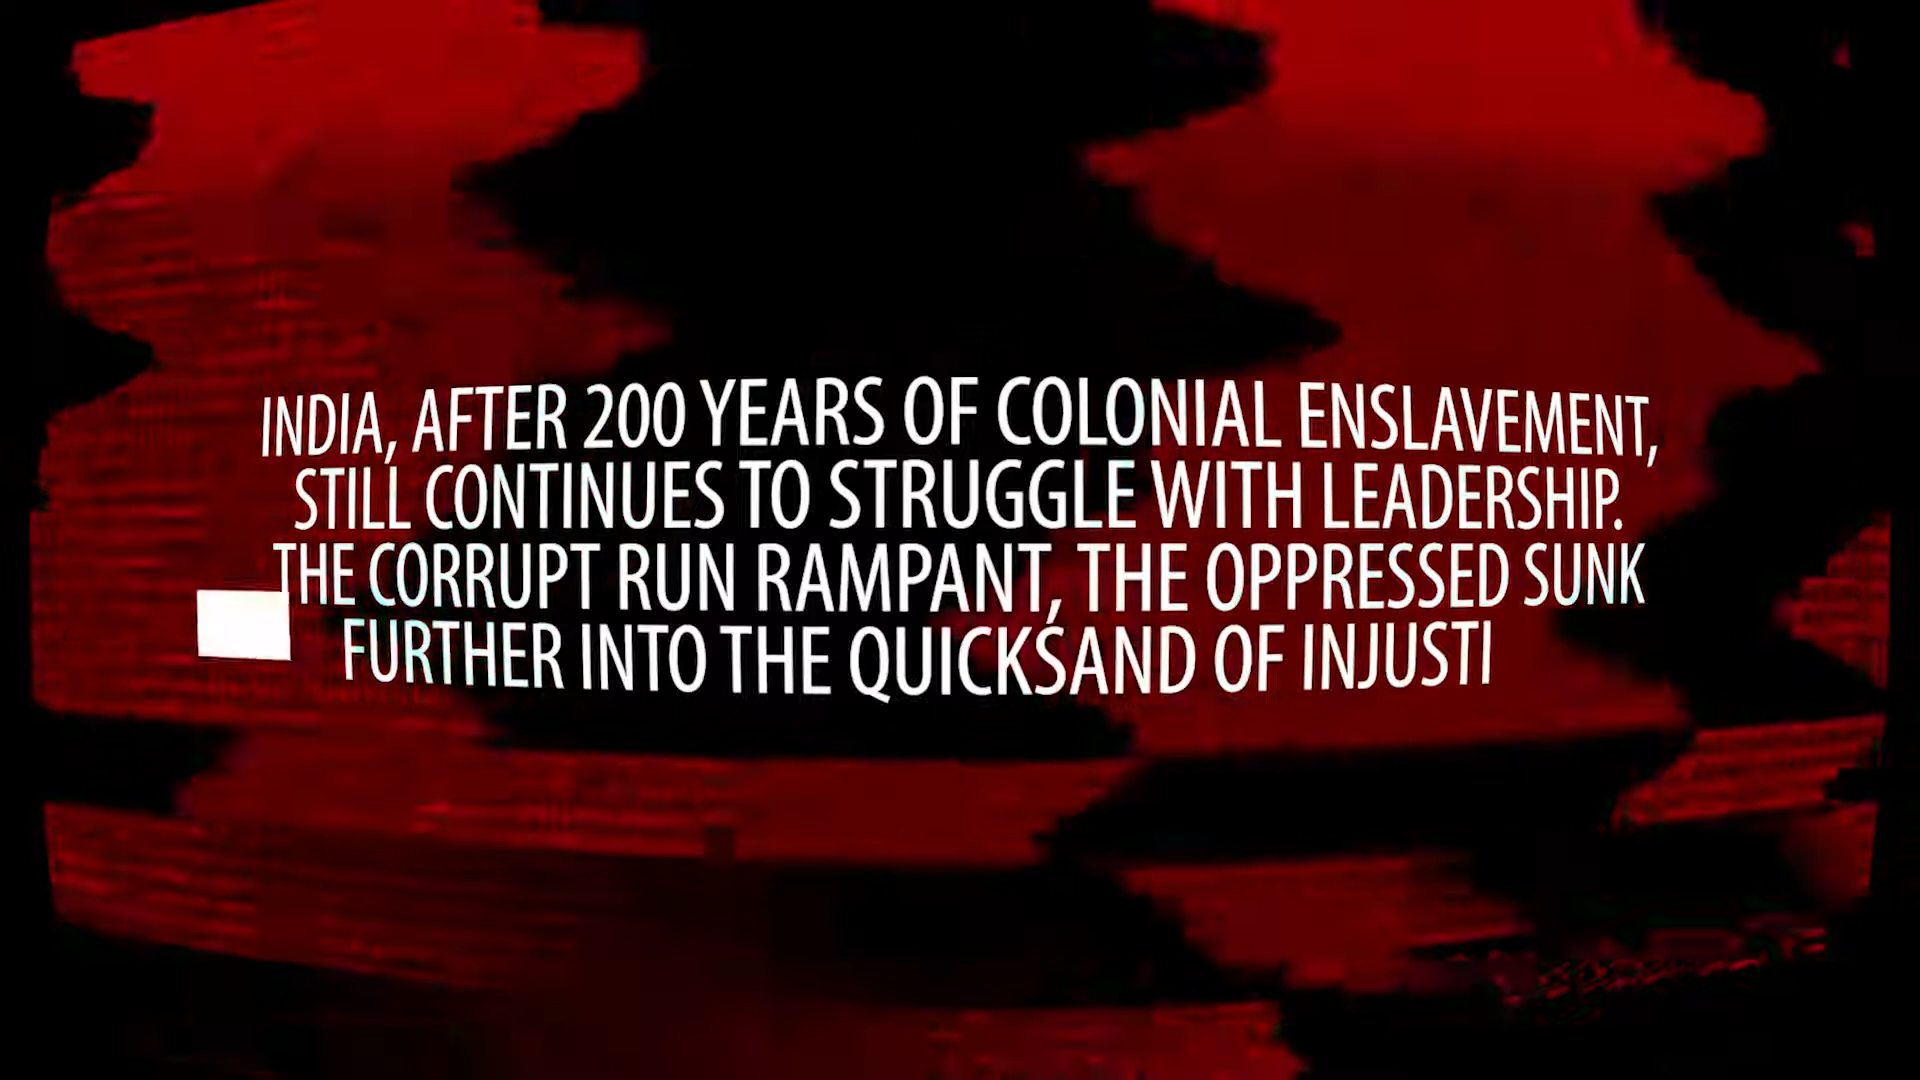 INDIA, AFTER 200 YEARS OF COLONIAL ENSLAVEMENT,
STILL CONTINUES TO STRUGGLE WITH LEADERSHIP.
THE CORRUPT RUN RAMPANT, THE OPPRESSED SUNK
FURTHER INTO THE QUICKSAND OF INJUSTI